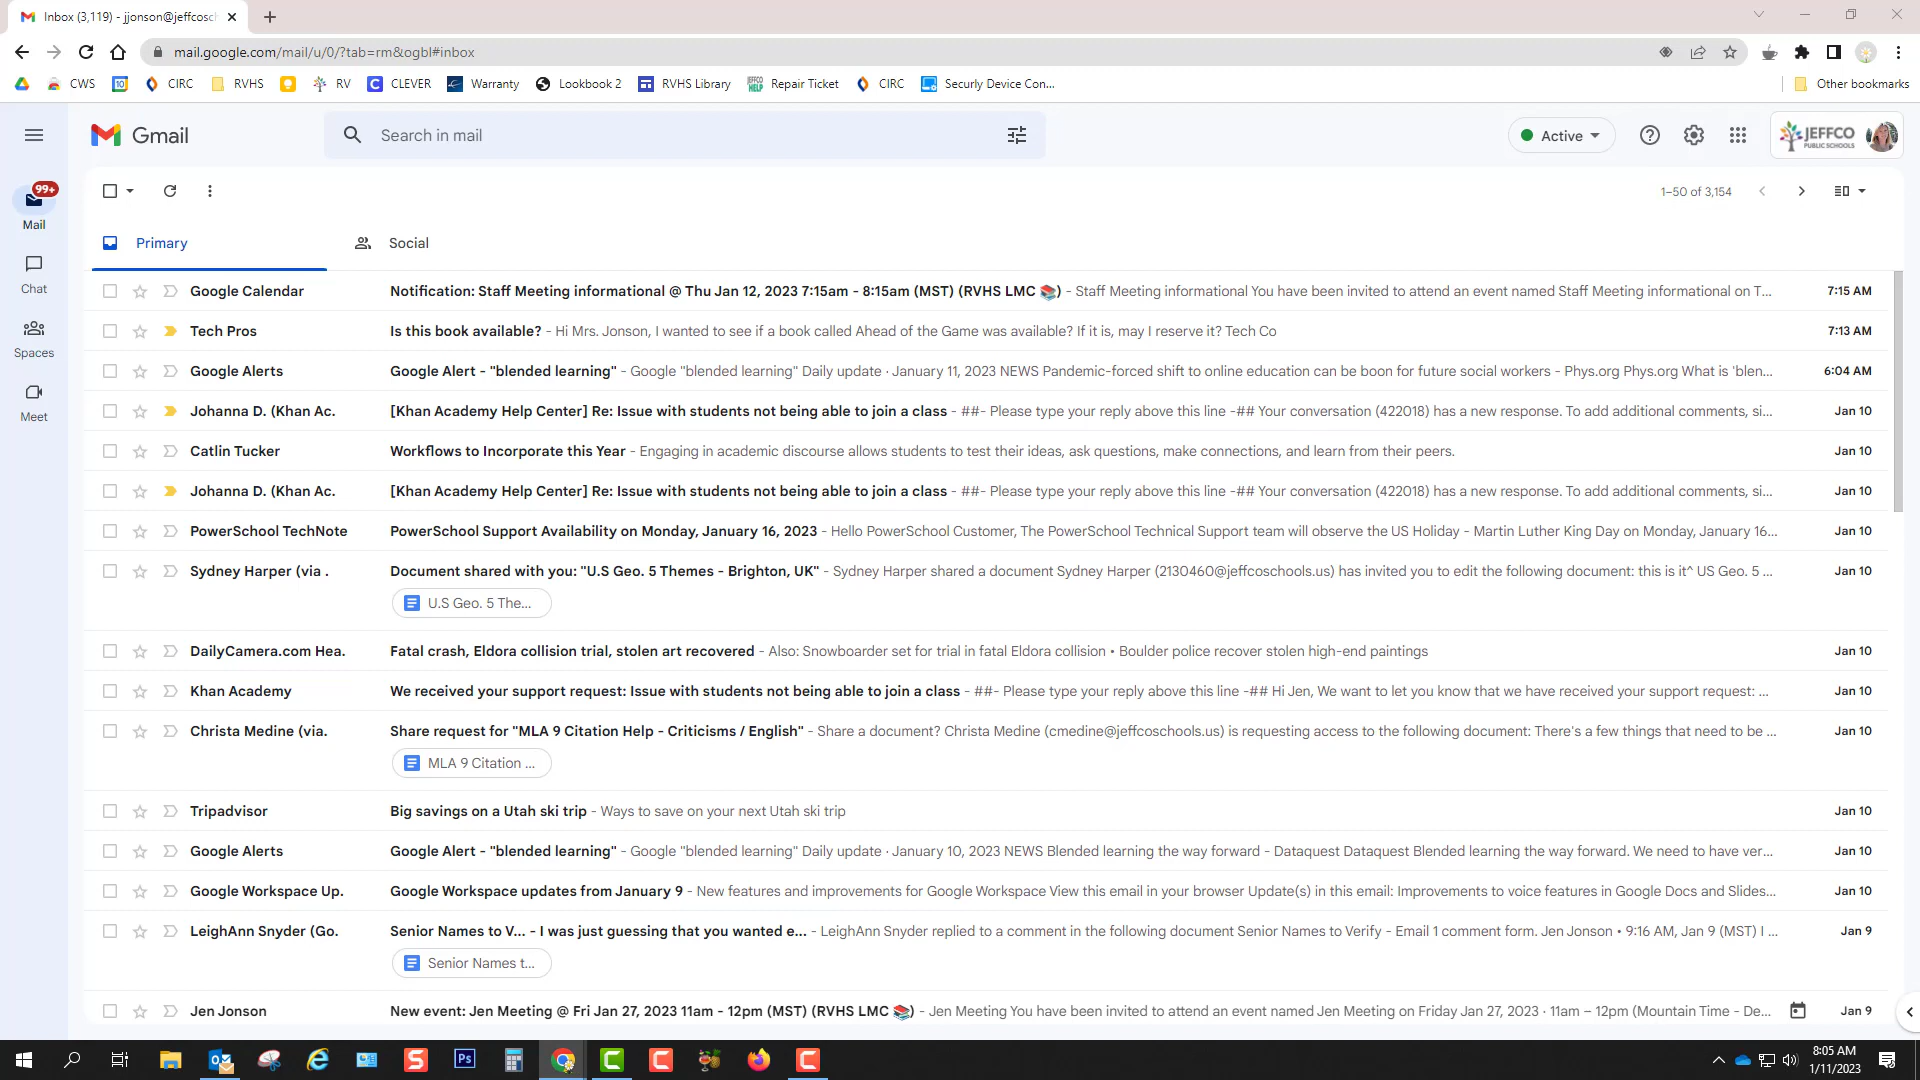 Inbox (3,119) - jjonson@jeffcosch
mail.google.com/mail/u/0/?tab=rm&ogbl#inbox
CWS 10 CIRC RVHS RV CLEVER Warranty Lookbook 2 RVHS Library JEFFCO HELP Repair Ticket CIRC Securly Device Con... Other bookmarks
Gmail Search in mail Active JEFFCO PUBLIC SCHOOLS
99+ 1–50 of 3,154
Mail
Primary Social
Chat
Spaces
Meet
Google Calendar Notification: Staff Meeting informational @ Thu Jan 12, 2023 7:15am - 8:15am (MST) (RVHS LMC 📚) - Staff Meeting informational You have been invited to attend an event named Staff Meeting informational on T... 7:15 AM
Tech Pros Is this book available? - Hi Mrs. Jonson, I wanted to see if a book called Ahead of the Game was available? If it is, may I reserve it? Tech Co 7:13 AM
Google Alerts Google Alert - "blended learning" - Google "blended learning" Daily update · January 11, 2023 NEWS Pandemic-forced shift to online education can be boon for future social workers - Phys.org Phys.org What is 'blen... 6:04 AM
Johanna D. (Khan Ac. [Khan Academy Help Center] Re: Issue with students not being able to join a class - ##- Please type your reply above this line -## Your conversation (422018) has a new response. To add additional comments, si... Jan 10
Catlin Tucker Workflows to Incorporate this Year - Engaging in academic discourse allows students to test their ideas, ask questions, make connections, and learn from their peers. Jan 10
Johanna D. (Khan Ac. [Khan Academy Help Center] Re: Issue with students not being able to join a class - ##- Please type your reply above this line -## Your conversation (422018) has a new response. To add additional comments, si... Jan 10
PowerSchool TechNote PowerSchool Support Availability on Monday, January 16, 2023 - Hello PowerSchool Customer, The PowerSchool Technical Support team will observe the US Holiday - Martin Luther King Day on Monday, January 16... Jan 10
Sydney Harper (via . Document shared with you: "U.S Geo. 5 Themes - Brighton, UK" - Sydney Harper shared a document Sydney Harper (2130460@jeffcoschools.us) has invited you to edit the following document: this is it^ US Geo. 5 ... Jan 10
U.S Geo. 5 The...
DailyCamera.com Hea. Fatal crash, Eldora collision trial, stolen art recovered - Also: Snowboarder set for trial in fatal Eldora collision • Boulder police recover stolen high-end paintings Jan 10
Khan Academy We received your support request: Issue with students not being able to join a class - ##- Please type your reply above this line -## Hi Jen, We want to let you know that we have received your support request: ... Jan 10
Christa Medine (via. Share request for "MLA 9 Citation Help - Criticisms / English" - Share a document? Christa Medine (cmedine@jeffcoschools.us) is requesting access to the following document: There's a few things that need to be ... Jan 10
MLA 9 Citation ...
Tripadvisor Big savings on a Utah ski trip - Ways to save on your next Utah ski trip Jan 10
Google Alerts Google Alert - "blended learning" - Google "blended learning" Daily update · January 10, 2023 NEWS Blended learning the way forward - Dataquest Dataquest Blended learning the way forward. We need to have ver... Jan 10
Google Workspace Up. Google Workspace updates from January 9 - New features and improvements for Google Workspace View this email in your browser Update(s) in this email: Improvements to voice features in Google Docs and Slides... Jan 10
LeighAnn Snyder (Go. Senior Names to V... - I was just guessing that you wanted e... - LeighAnn Snyder replied to a comment in the following document Senior Names to Verify - Email 1 comment form. Jen Jonson • 9:16 AM, Jan 9 (MST) I ... Jan 9
Senior Names t...
Jen Jonson New event: Jen Meeting @ Fri Jan 27, 2023 11am - 12pm (MST) (RVHS LMC 📚) - Jen Meeting You have been invited to attend an event named Jen Meeting on Friday Jan 27, 2023 · 11am – 12pm (Mountain Time - De... Jan 9
Ps 8:05 AM
1/11/2023